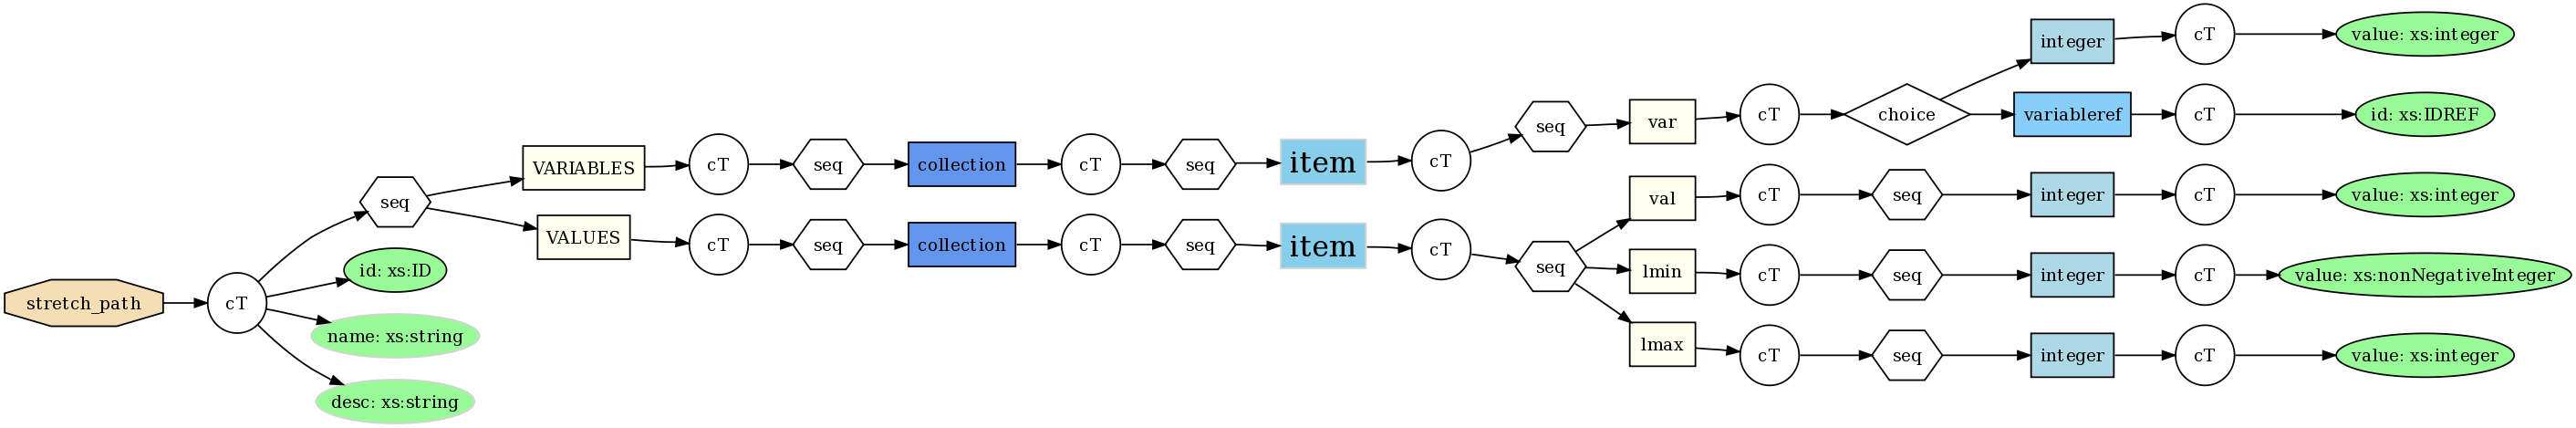 stretch_path
cT
seq
id: xs:ID
name: xs:string
desc: xs:string
VARIABLES
cT
seq
collection
cT
seq
item
cT
seq
var
cT
choice
integer
cT
value: xs:integer
variableref
cT
id: xs:IDREF
VALUES
cT
seq
collection
cT
seq
item
cT
seq
val
cT
seq
integer
cT
value: xs:integer
lmin
cT
seq
integer
cT
value: xs:nonNegativeInteger
lmax
cT
seq
integer
cT
value: xs:integer